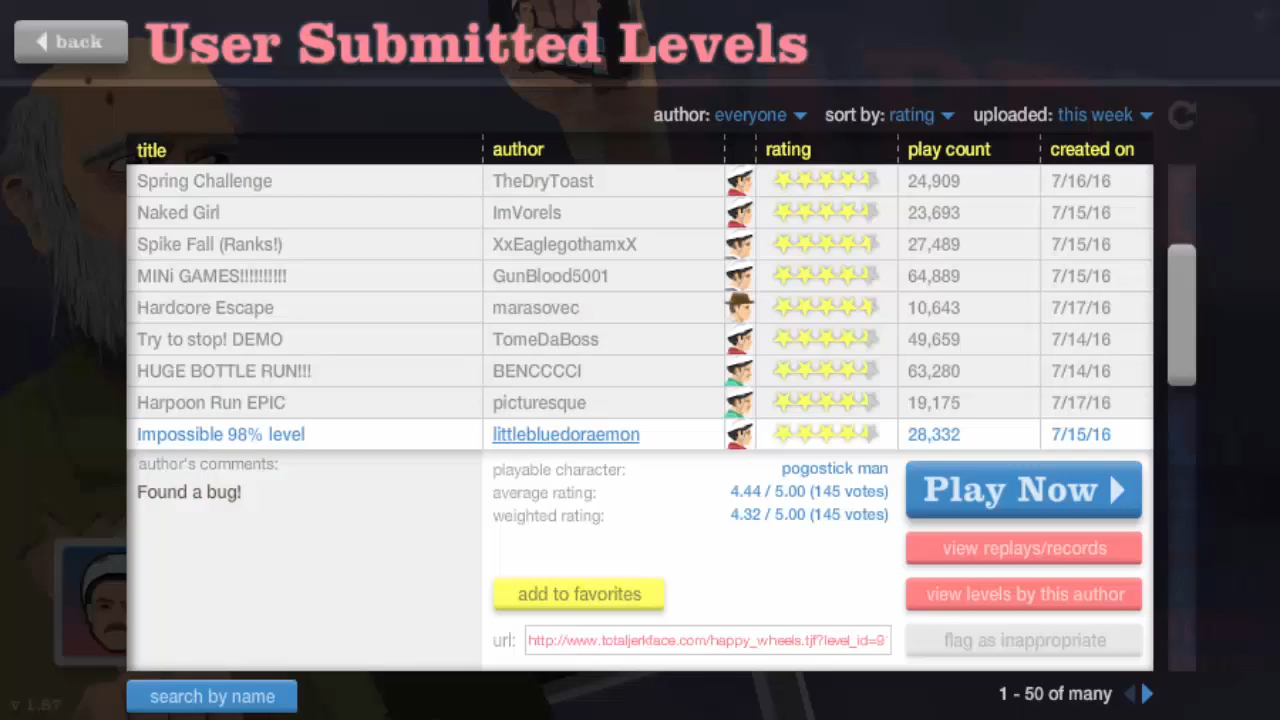 back
User Submitted Levels
author: everyone sort by: rating uploaded: this week
title author rating play count created on
Spring Challenge TheDryToast 24,909 7/16/16
Naked Girl ImVorels 23,693 7/15/16
Spike Fall (Ranks!) XxEaglegothamxX 27,489 7/15/16
MINi GAMES!!!!!!!!!! GunBlood5001 64,889 7/15/16
Hardcore Escape marasovec 10,643 7/17/16
Try to stop! DEMO TomeDaBoss 49,659 7/14/16
HUGE BOTTLE RUN!!! BENCCCCI 63,280 7/14/16
Harpoon Run EPIC picturesque 19,175 7/17/16
Impossible 98% level littlebluedoraemon 28,332 7/15/16
author's comments:
Found a bug!
playable character: pogostick man
average rating: 4.44 / 5.00 (145 votes)
weighted rating: 4.32 / 5.00 (145 votes)
add to favorites
url: http://www.totaljerkface.com/happy_wheels.tjf?level_id=9
Play Now
view replays/records
view levels by this author
flag as inappropriate
v 1.87
search by name
1 - 50 of many